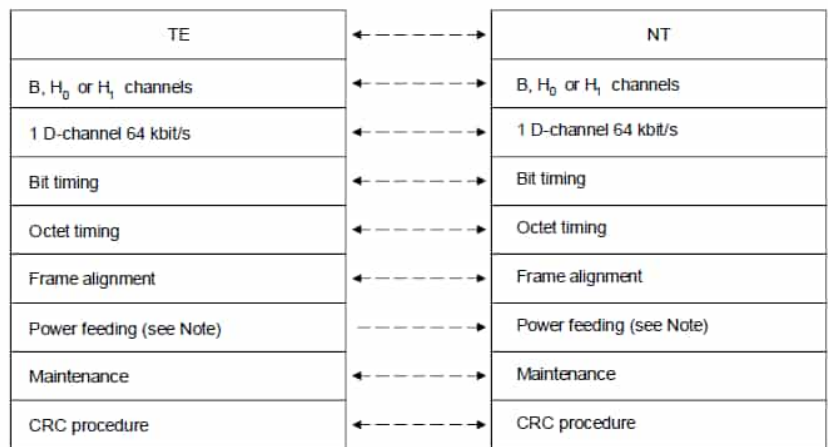 TE NT
B, H0 or H1 channels B, H0 or H1 channels
1 D-channel 64 kbit/s 1 D-channel 64 kbit/s
Bit timing Bit timing
Octet timing Octet timing
Frame alignment Frame alignment
Power feeding (see Note) Power feeding (see Note)
Maintenance Maintenance
CRC procedure CRC procedure